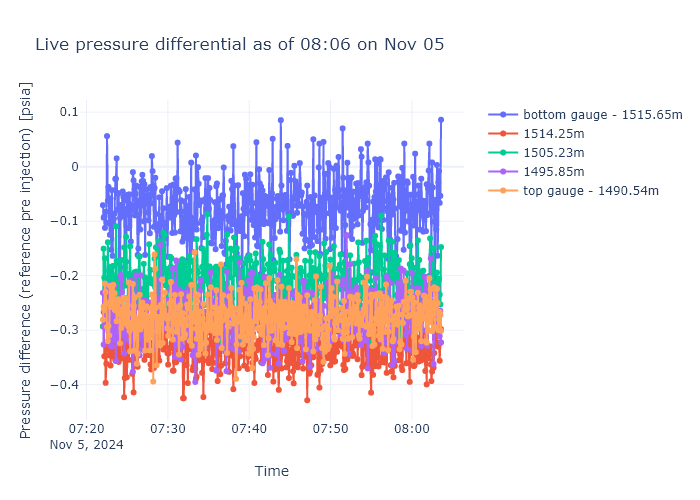 Live pressure differential as of 08:06 on Nov 05
Pressure difference (reference pre injection) [psia]
0.1
0
−0.1
−0.2
−0.3
−0.4
07:20
Nov 5, 2024
07:30
07:40
07:50
08:00
Time
bottom gauge - 1515.65m
1514.25m
1505.23m
1495.85m
top gauge - 1490.54m